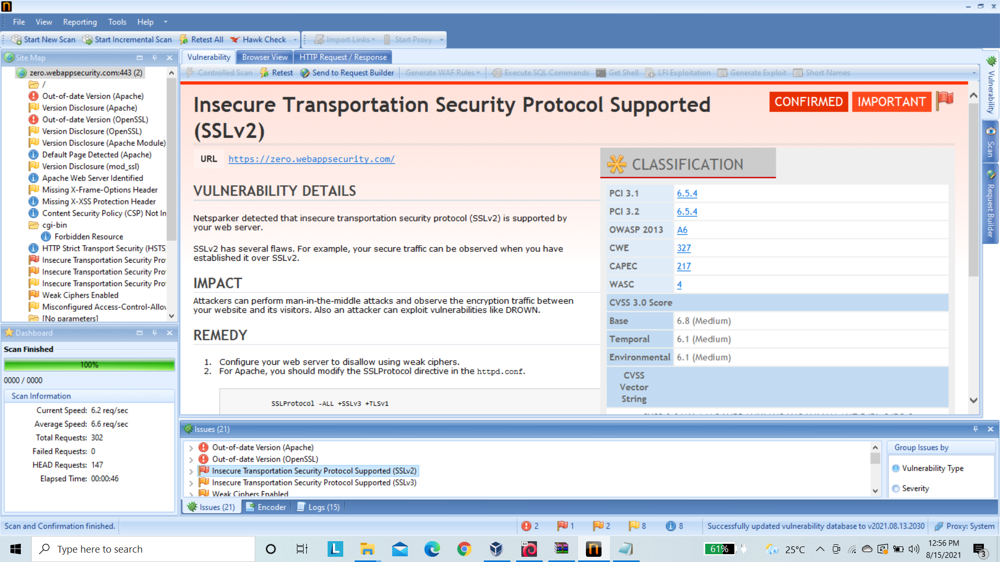 File View Reporting Tools Help
Start New Scan Start Incremental Scan Retest All Hawk Check Import Links Start Proxy
Site Map
zero.webappsecurity.com:443 (2)
/
Out-of-date Version (Apache)
Version Disclosure (Apache)
Out-of-date Version (OpenSSL)
Version Disclosure (OpenSSL)
Version Disclosure (Apache Module)
Default Page Detected (Apache)
Version Disclosure (mod_ssl)
Apache Web Server Identified
Missing X-Frame-Options Header
Missing X-XSS Protection Header
Content Security Policy (CSP) Not In
cgi-bin
Forbidden Resource
HTTP Strict Transport Security (HSTS
Insecure Transportation Security Pro
Insecure Transportation Security Pro
Insecure Transportation Security Pro
Weak Ciphers Enabled
Misconfigured Access-Control-Allo
[No parameters]
Dashboard
Scan Finished
100%
0000 / 0000
Scan Information
Current Speed: 6.2 req/sec
Average Speed: 6.6 req/sec
Total Requests: 302
Failed Requests: 0
HEAD Requests: 147
Elapsed Time: 00:00:46
Vulnerability Browser View HTTP Request / Response
Controlled Scan Retest Send to Request Builder Generate WAF Rules Execute SQL Commands Get Shell LFI Exploitation Generate Exploit Short Names
Insecure Transportation Security Protocol Supported
(SSLv2)
CONFIRMED IMPORTANT
URL https://zero.webappsecurity.com/
VULNERABILITY DETAILS
Netsparker detected that insecure transportation security protocol (SSLv2) is supported by
your web server.
SSLv2 has several flaws. For example, your secure traffic can be observed when you have
established it over SSLv2.
IMPACT
Attackers can perform man-in-the-middle attacks and observe the encryption traffic between
your website and its visitors. Also an attacker can exploit vulnerabilities like DROWN.
REMEDY
1. Configure your web server to disallow using weak ciphers.
2. For Apache, you should modify the SSLProtocol directive in the httpd.conf.
SSLProtocol -ALL +SSLv3 +TLSv1
CLASSIFICATION
PCI 3.1 6.5.4
PCI 3.2 6.5.4
OWASP 2013 A6
CWE 327
CAPEC 217
WASC 4
CVSS 3.0 Score
Base 6.8 (Medium)
Temporal 6.1 (Medium)
Environmental 6.1 (Medium)
CVSS
Vector
String
Vulnerability
Scan
Request Builder
Issues (21)
Out-of-date Version (Apache)
Out-of-date Version (OpenSSL)
Insecure Transportation Security Protocol Supported (SSLv2)
Insecure Transportation Security Protocol Supported (SSLv3)
Weak Ciphers Enabled
Group Issues by
Vulnerability Type
Severity
Issues (21) Encoder Logs (15)
Scan and Confirmation finished. 2 1 2 8 8 Successfully updated vulnerability database to v2021.08.13.2030 Proxy: System
Type here to search
L
64
61%
25°C
12:56 PM
8/15/2021
3